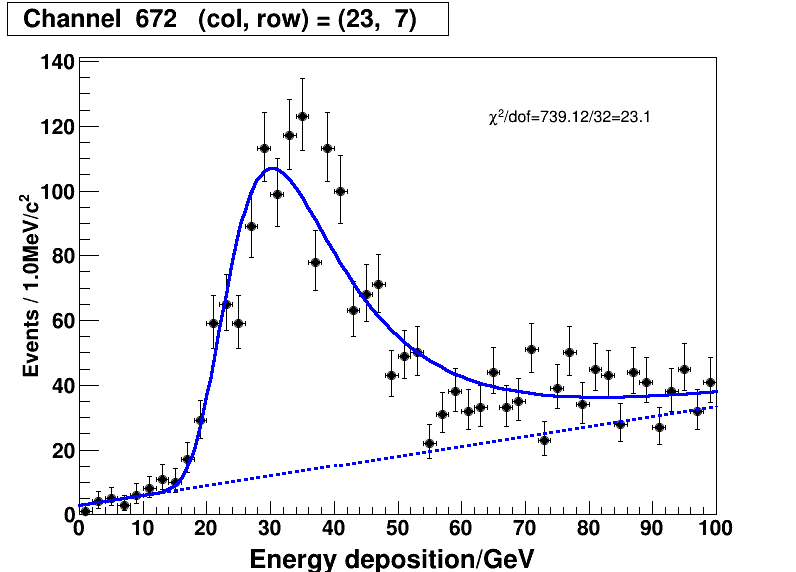 Channel 672 (col, row) = (23, 7)
χ²/dof=739.12/32=23.1
Events / 1.0MeV/c²
140
120
100
80
60
40
20
0
0 10 20 30 40 50 60 70 80 90 100
Energy deposition/GeV